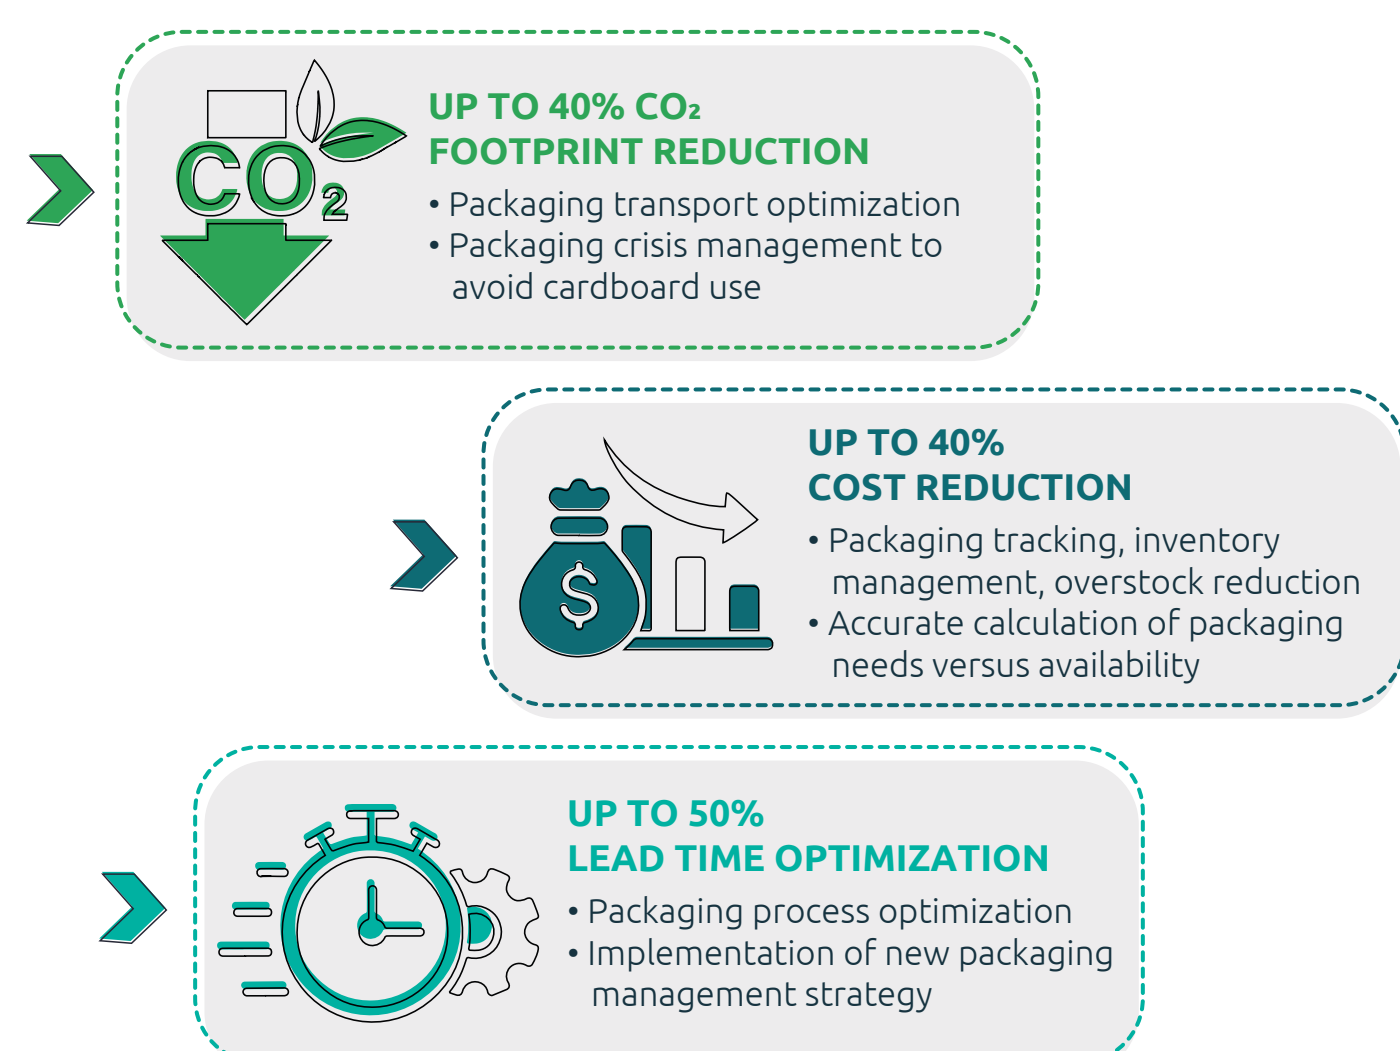 CO₂
UP TO 40% CO₂
FOOTPRINT REDUCTION
• Packaging transport optimization
• Packaging crisis management to
avoid cardboard use
$
UP TO 40%
COST REDUCTION
• Packaging tracking, inventory
management, overstock reduction
• Accurate calculation of packaging
needs versus availability
UP TO 50%
LEAD TIME OPTIMIZATION
• Packaging process optimization
• Implementation of new packaging
management strategy